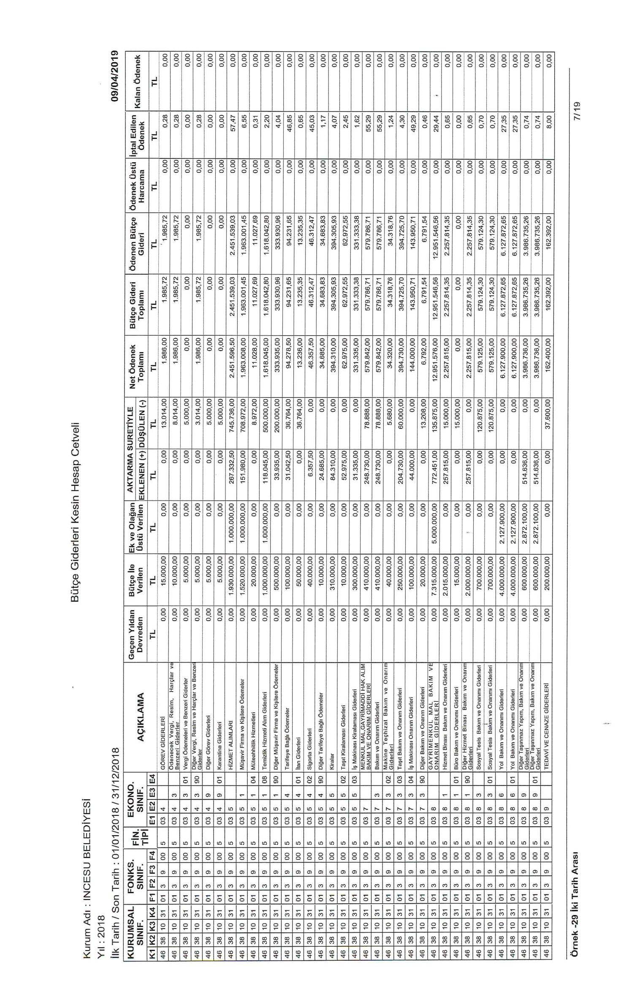 Bütçe Giderleri Kesin Hesap Cetveli
Kurum Adı : INCESU BELEDİYESİ
Yıl : 2018
İlk Tarih / Son Tarih : 01/01/2018 / 31/12/2018 09/04/2019
KURUMSAL SINIF. FONKS. SINIF. FİN. TİPİ EKONO. SINIF. AÇIKLAMA Geçen Yıldan Devreden Bütçe İle Verilen Ek ve Olağan Üstü Verilen AKTARMA SURETİYLE EKLENEN (+) DÜŞÜLEN (-) Net Ödenek Toplamı Bütçe Gideri Toplamı Ödenen Bütçe Gideri Ödenek Üstü Harcama İptal Edilen Ödenek Kalan Ödenek
K1 K2 K3 K4 F1 F2 F3 F4 E1 E2 E3 E4 TL TL TL TL TL TL TL TL TL TL TL
46 38 10 31 01 3 9 00 5 03 4 GÖREV GİDERLERİ 0,00 15.000,00 0,00 0,00 13.014,00 1.986,00 1.985,72 1.985,72 0,00 0,28 0,00
46 38 10 31 01 3 9 00 5 03 4 3 Ödenecek Vergi, Resim, Harçlar ve Benzeri Giderler 0,00 10.000,00 0,00 0,00 8.014,00 1.986,00 1.985,72 1.985,72 0,00 0,28 0,00
46 38 10 31 01 3 9 00 5 03 4 3 01 Vergi Ödemeleri ve Benzeri Giderler 0,00 5.000,00 0,00 0,00 5.000,00 0,00 0,00 0,00 0,00 0,00 0,00
46 38 10 31 01 3 9 00 5 03 4 3 90 Diğer Vergi, Resim ve Harçlar ve Benzeri Giderler 0,00 5.000,00 0,00 0,00 3.014,00 1.986,00 1.985,72 1.985,72 0,00 0,28 0,00
46 38 10 31 01 3 9 00 5 03 4 9 Diğer Görev Giderleri 0,00 5.000,00 0,00 0,00 5.000,00 0,00 0,00 0,00 0,00 0,00 0,00
46 38 10 31 01 3 9 00 5 03 4 9 01 Karantina Giderleri 0,00 5.000,00 0,00 0,00 5.000,00 0,00 0,00 0,00 0,00 0,00 0,00
46 38 10 31 01 3 9 00 5 03 5 HİZMET ALIMLARI 0,00 1.930.000,00 1.000.000,00 267.332,50 745.736,00 2.451.596,50 2.451.539,03 2.451.539,03 0,00 57,47 0,00
46 38 10 31 01 3 9 00 5 03 5 1 Müşavir Firma ve Kişilere Ödemeler 0,00 1.520.000,00 1.000.000,00 151.980,00 708.972,00 1.963.008,00 1.963.001,45 1.963.001,45 0,00 6,55 0,00
46 38 10 31 01 3 9 00 5 03 5 1 04 Müteahhitlik Hizmetleri 0,00 20.000,00 0,00 0,00 8.972,00 11.028,00 11.027,69 11.027,69 0,00 0,31 0,00
46 38 10 31 01 3 9 00 5 03 5 1 08 Temizlik Hizmeti Alım Giderleri 0,00 1.000.000,00 1.000.000,00 118.045,00 500.000,00 1.618.045,00 1.618.042,80 1.618.042,80 0,00 2,20 0,00
46 38 10 31 01 3 9 00 5 03 5 1 90 Diğer Müşavir Firma ve Kişilere Ödemeler 0,00 500.000,00 0,00 33.935,00 200.000,00 333.935,00 333.930,96 333.930,96 0,00 4,04 0,00
46 38 10 31 01 3 9 00 5 03 5 4 Tarifeye Bağlı Ödemeler 0,00 100.000,00 0,00 31.042,50 36.764,00 94.278,50 94.231,65 94.231,65 0,00 46,85 0,00
46 38 10 31 01 3 9 00 5 03 5 4 01 İlan Giderleri 0,00 50.000,00 0,00 0,00 36.764,00 13.236,00 13.235,35 13.235,35 0,00 0,65 0,00
46 38 10 31 01 3 9 00 5 03 5 4 02 Sigorta Giderleri 0,00 40.000,00 0,00 6.357,50 0,00 46.357,50 46.312,47 46.312,47 0,00 45,03 0,00
46 38 10 31 01 3 9 00 5 03 5 4 90 Diğer Tarifeye Bağlı Ödemeler 0,00 10.000,00 0,00 24.685,00 0,00 34.685,00 34.683,83 34.683,83 0,00 1,17 0,00
46 38 10 31 01 3 9 00 5 03 5 5 Kiralar 0,00 310.000,00 0,00 84.310,00 0,00 394.310,00 394.305,93 394.305,93 0,00 4,07 0,00
46 38 10 31 01 3 9 00 5 03 5 5 02 Taşıt Kiralaması Giderleri 0,00 10.000,00 0,00 52.975,00 0,00 62.975,00 62.972,55 62.972,55 0,00 2,45 0,00
46 38 10 31 01 3 9 00 5 03 5 5 03 İş Makinası Kiralaması Giderleri 0,00 300.000,00 0,00 31.335,00 0,00 331.335,00 331.333,38 331.333,38 0,00 1,62 0,00
46 38 10 31 01 3 9 00 5 03 7 MENKUL MAL,GAYRİMADDİ HAK ALIM BAKIM VE ONARIM GİDERLERİ 0,00 410.000,00 0,00 248.730,00 78.888,00 579.842,00 579.786,71 579.786,71 0,00 55,29 0,00
46 38 10 31 01 3 9 00 5 03 7 3 Bakım ve Onarım Giderleri 0,00 410.000,00 0,00 248.730,00 78.888,00 579.842,00 579.786,71 579.786,71 0,00 55,29 0,00
46 38 10 31 01 3 9 00 5 03 7 3 02 Makine Teçhizat Bakım ve Onarım Giderleri 0,00 40.000,00 0,00 0,00 5.680,00 34.320,00 34.318,76 34.318,76 0,00 1,24 0,00
46 38 10 31 01 3 9 00 5 03 7 3 03 Taşıt Bakım ve Onarım Giderleri 0,00 250.000,00 0,00 204.730,00 60.000,00 394.730,00 394.725,70 394.725,70 0,00 4,30 0,00
46 38 10 31 01 3 9 00 5 03 7 3 04 İş Makinası Onarım Giderleri 0,00 100.000,00 0,00 44.000,00 0,00 144.000,00 143.950,71 143.950,71 0,00 49,29 0,00
46 38 10 31 01 3 9 00 5 03 7 3 90 Diğer Bakım ve Onarım Giderleri 0,00 20.000,00 0,00 0,00 13.208,00 6.792,00 6.791,54 6.791,54 0,00 0,46 0,00
46 38 10 31 01 3 9 00 5 03 8 GAYRİMENKUL MAL BAKIM VE ONARIM GİDERLERİ 0,00 7.315.000,00 5.000.000,00 772.451,00 135.875,00 12.951.576,00 12.951.546,56 12.951.546,56 0,00 29,44 0,00
46 38 10 31 01 3 9 00 5 03 8 1 Hizmet Binası Bakım ve Onarım Giderleri 0,00 2.015.000,00 0,00 257.815,00 15.000,00 2.257.815,00 2.257.814,35 2.257.814,35 0,00 0,65 0,00
46 38 10 31 01 3 9 00 5 03 8 1 01 Büro Bakım ve Onarımı Giderleri 0,00 15.000,00 0,00 0,00 15.000,00 0,00 0,00 0,00 0,00 0,00 0,00
46 38 10 31 01 3 9 00 5 03 8 1 90 Diğer Hizmet Binası Bakım ve Onarım Giderleri 0,00 2.000.000,00 0,00 257.815,00 0,00 2.257.815,00 2.257.814,35 2.257.814,35 0,00 0,65 0,00
46 38 10 31 01 3 9 00 5 03 8 3 Sosyal Tesis Bakım ve Onarımı Giderleri 0,00 700.000,00 0,00 0,00 120.875,00 579.125,00 579.124,30 579.124,30 0,00 0,70 0,00
46 38 10 31 01 3 9 00 5 03 8 3 01 Sosyal Tesis Bakım ve Onarımı Giderleri 0,00 700.000,00 0,00 0,00 120.875,00 579.125,00 579.124,30 579.124,30 0,00 0,70 0,00
46 38 10 31 01 3 9 00 5 03 8 6 Yol Bakım ve Onarımı Giderleri 0,00 4.000.000,00 2.127.900,00 0,00 0,00 6.127.900,00 6.127.872,65 6.127.872,65 0,00 27,35 0,00
46 38 10 31 01 3 9 00 5 03 8 6 01 Yol Bakım ve Onarımı Giderleri 0,00 4.000.000,00 2.127.900,00 0,00 0,00 6.127.900,00 6.127.872,65 6.127.872,65 0,00 27,35 0,00
46 38 10 31 01 3 9 00 5 03 8 9 Diğer Taşınmaz Yapım, Bakım ve Onarım Giderleri 0,00 600.000,00 2.872.100,00 514.636,00 0,00 3.986.736,00 3.986.735,26 3.986.735,26 0,00 0,74 0,00
46 38 10 31 01 3 9 00 5 03 8 9 01 Diğer Taşınmaz Yapım, Bakım ve Onarım Giderleri 0,00 600.000,00 2.872.100,00 514.636,00 0,00 3.986.736,00 3.986.735,26 3.986.735,26 0,00 0,74 0,00
46 38 10 31 01 3 9 00 5 03 9 TEDAVİ VE CENAZE GİDERLERİ 0,00 200.000,00 0,00 0,00 37.600,00 162.400,00 162.392,00 162.392,00 0,00 8,00 0,00
Örnek -29 İki Tarih Arası 7/19